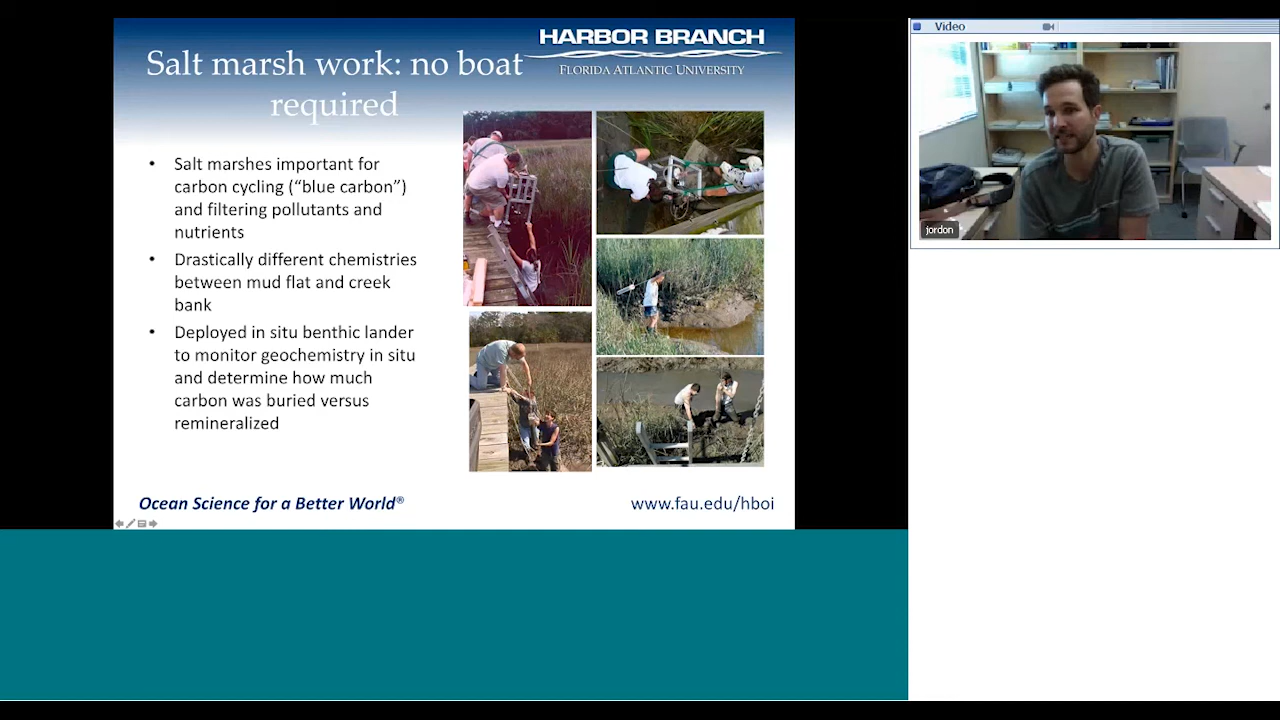 Salt marsh work: no boat
required
HARBOR BRANCH
FLORIDA ATLANTIC UNIVERSITY
• Salt marshes important for
carbon cycling (“blue carbon”)
and filtering pollutants and
nutrients
• Drastically different chemistries
between mud flat and creek
bank
• Deployed in situ benthic lander
to monitor geochemistry in situ
and determine how much
carbon was buried versus
remineralized
Ocean Science for a Better World®
www.fau.edu/hboi
Video
jordon